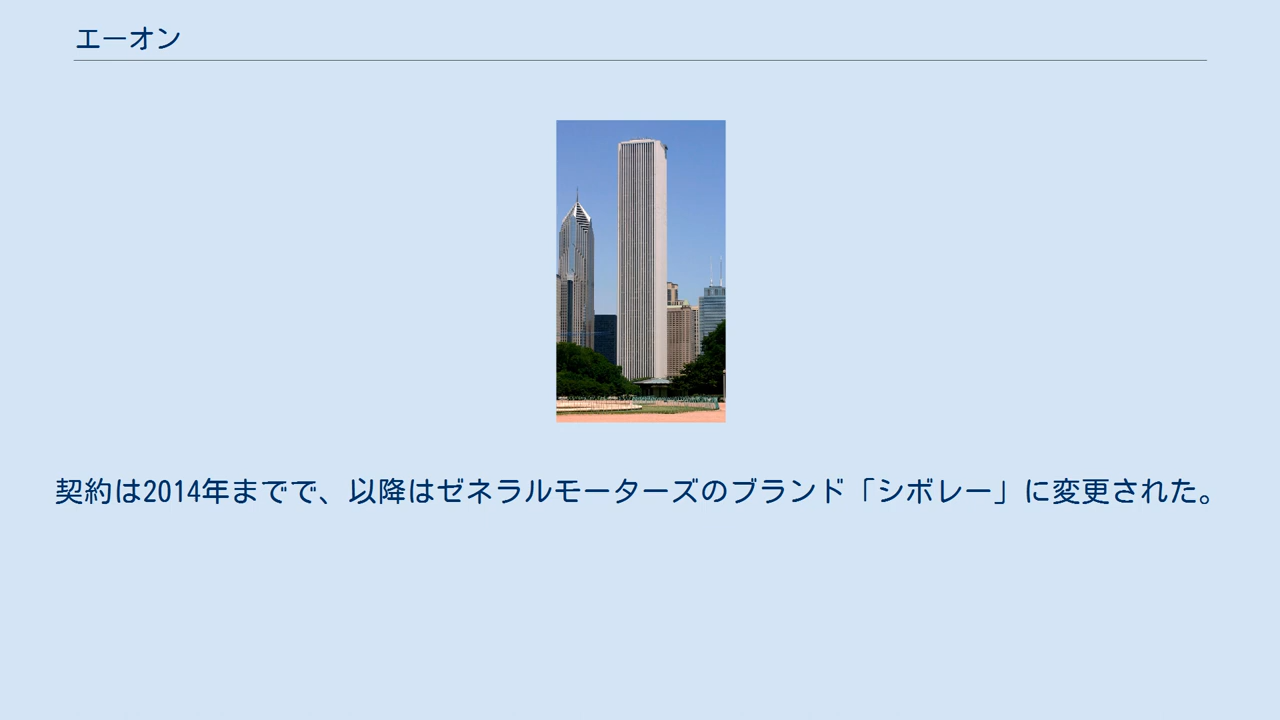 エーオン
契約は2014年までで、以降はゼネラルモーターズのブランド「シボレー」に変更された。